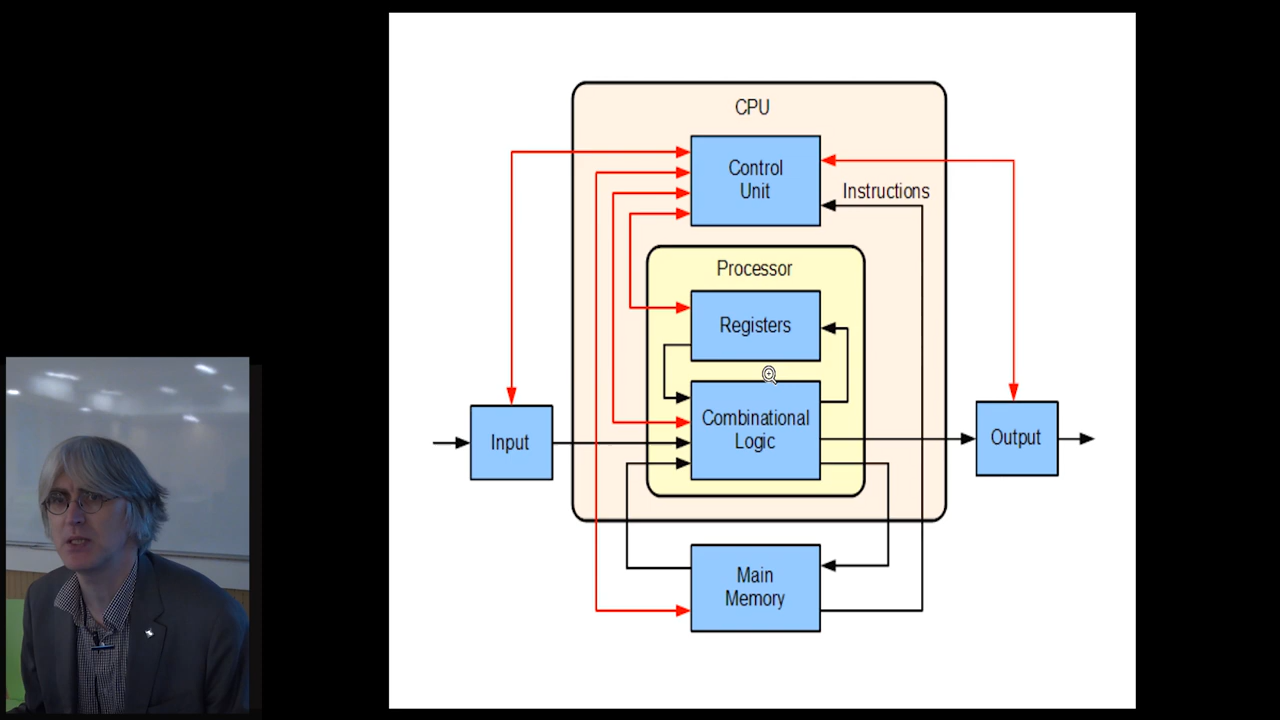 CPU
Control
Unit
Instructions
Processor
Registers
Combinational
Logic
Input
Output
Main
Memory